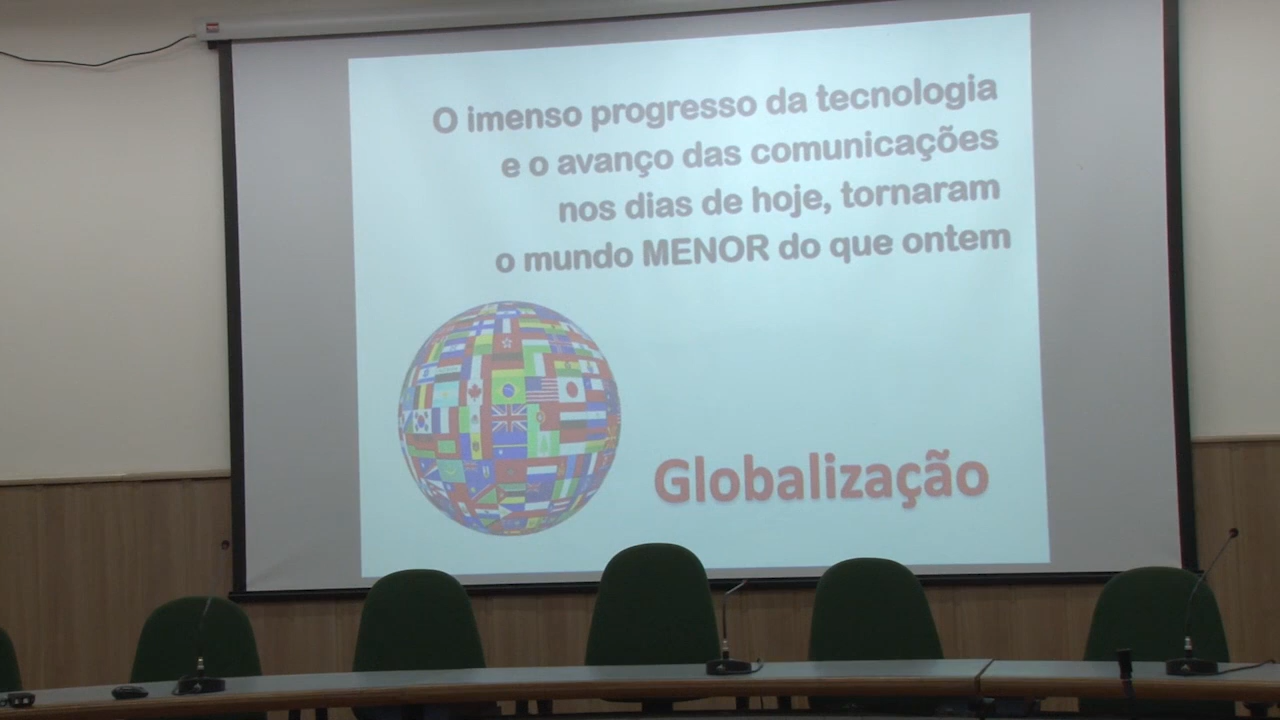 O imenso progresso da tecnologia
e o avanço das comunicações
nos dias de hoje, tornaram
o mundo MENOR do que ontem
Globalização